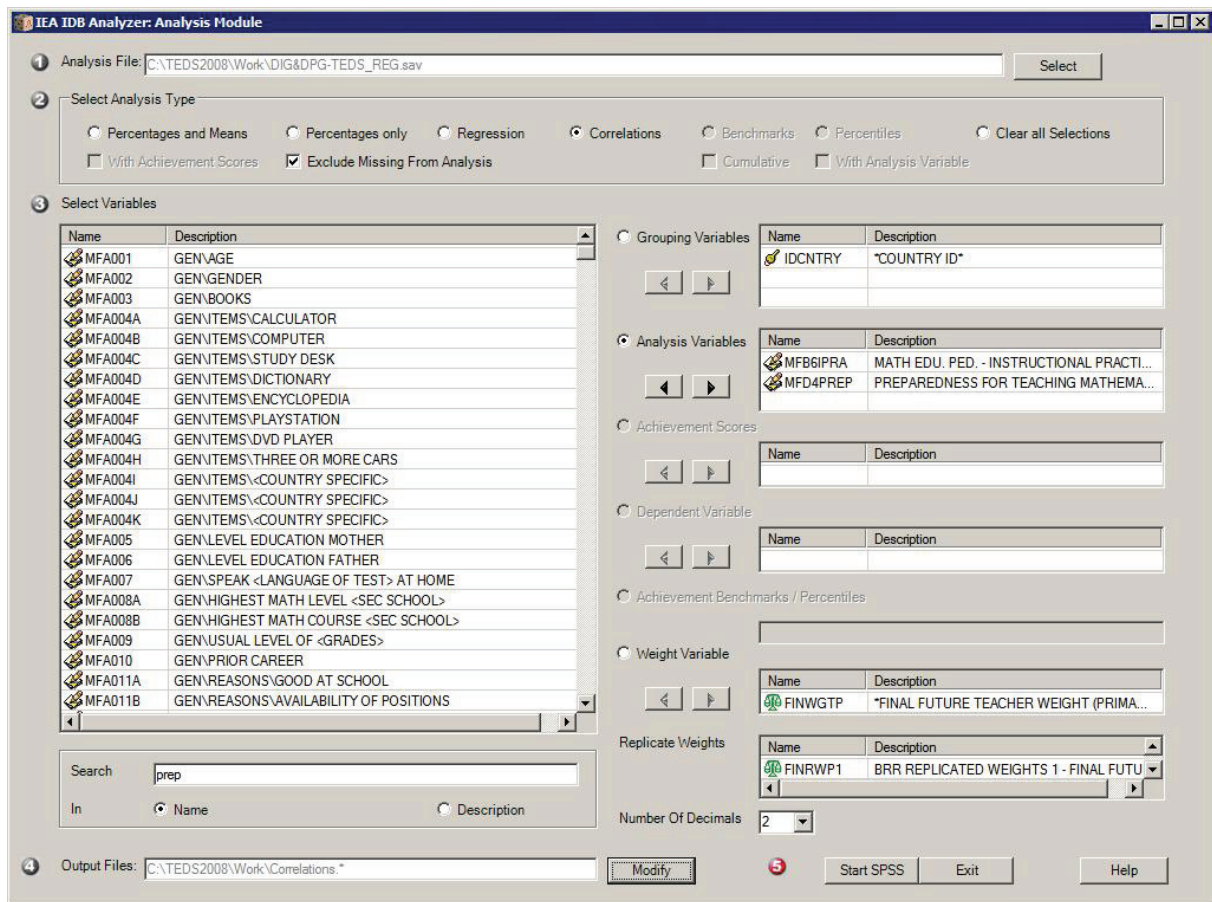 IEA IDB Analyzer: Analysis Module
1 Analysis File: C:\TEDS2008\Work\DIG&DPG-TEDS_REG.sav Select
2 Select Analysis Type
Percentages and Means Percentages only Regression Correlations Benchmarks Percentiles Clear all Selections
With Achievement Scores Exclude Missing From Analysis Cumulative With Analysis Variable
3 Select Variables
Name Description
MFA001 GEN\AGE
MFA002 GEN\GENDER
MFA003 GEN\BOOKS
MFA004A GEN\ITEMS\CALCULATOR
MFA004B GEN\ITEMS\COMPUTER
MFA004C GEN\ITEMS\STUDY DESK
MFA004D GEN\ITEMS\DICTIONARY
MFA004E GEN\ITEMS\ENCYCLOPEDIA
MFA004F GEN\ITEMS\PLAYSTATION
MFA004G GEN\ITEMS\DVD PLAYER
MFA004H GEN\ITEMS\THREE OR MORE CARS
MFA004I GEN\ITEMS\<COUNTRY SPECIFIC>
MFA004J GEN\ITEMS\<COUNTRY SPECIFIC>
MFA004K GEN\ITEMS\<COUNTRY SPECIFIC>
MFA005 GEN\LEVEL EDUCATION MOTHER
MFA006 GEN\LEVEL EDUCATION FATHER
MFA007 GEN\SPEAK <LANGUAGE OF TEST> AT HOME
MFA008A GEN\HIGHEST MATH LEVEL <SEC SCHOOL>
MFA008B GEN\HIGHEST MATH COURSE <SEC SCHOOL>
MFA009 GEN\USUAL LEVEL OF <GRADES>
MFA010 GEN\PRIOR CAREER
MFA011A GEN\REASONS\GOOD AT SCHOOL
MFA011B GEN\REASONS\AVAILABILITY OF POSITIONS
Search prep
In Name Description
Grouping Variables
Name Description
IDCNTRY *COUNTRY ID*
Analysis Variables
Name Description
MFB6IPRA MATH EDU. PED. - INSTRUCTIONAL PRACTI...
MFD4PREP PREPAREDNESS FOR TEACHING MATHEMA...
Achievement Scores
Name Description
Dependent Variable
Name Description
Achievement Benchmarks / Percentiles
Weight Variable
Name Description
FINWGTP *FINAL FUTURE TEACHER WEIGHT (PRIMA...
Replicate Weights
Name Description
FINRWP1 BRR REPLICATED WEIGHTS 1 - FINAL FUTU
Number Of Decimals 2
4 Output Files: C:\TEDS2008\Work\Correlations.* Modify
5 Start SPSS Exit Help